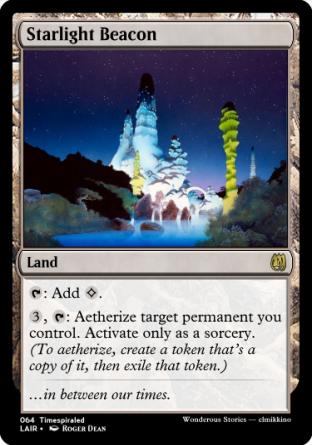 Starlight Beacon
Land
: Add .
3, : Aetherize target permanent you
control. Activate only as a sorcery.
(To aetherize, create a token that's a
copy of it, then exile that token.)
…in between our times.
064 Timespiraled
Wonderous Stories — elmikkino
LAIR • Roger Dean